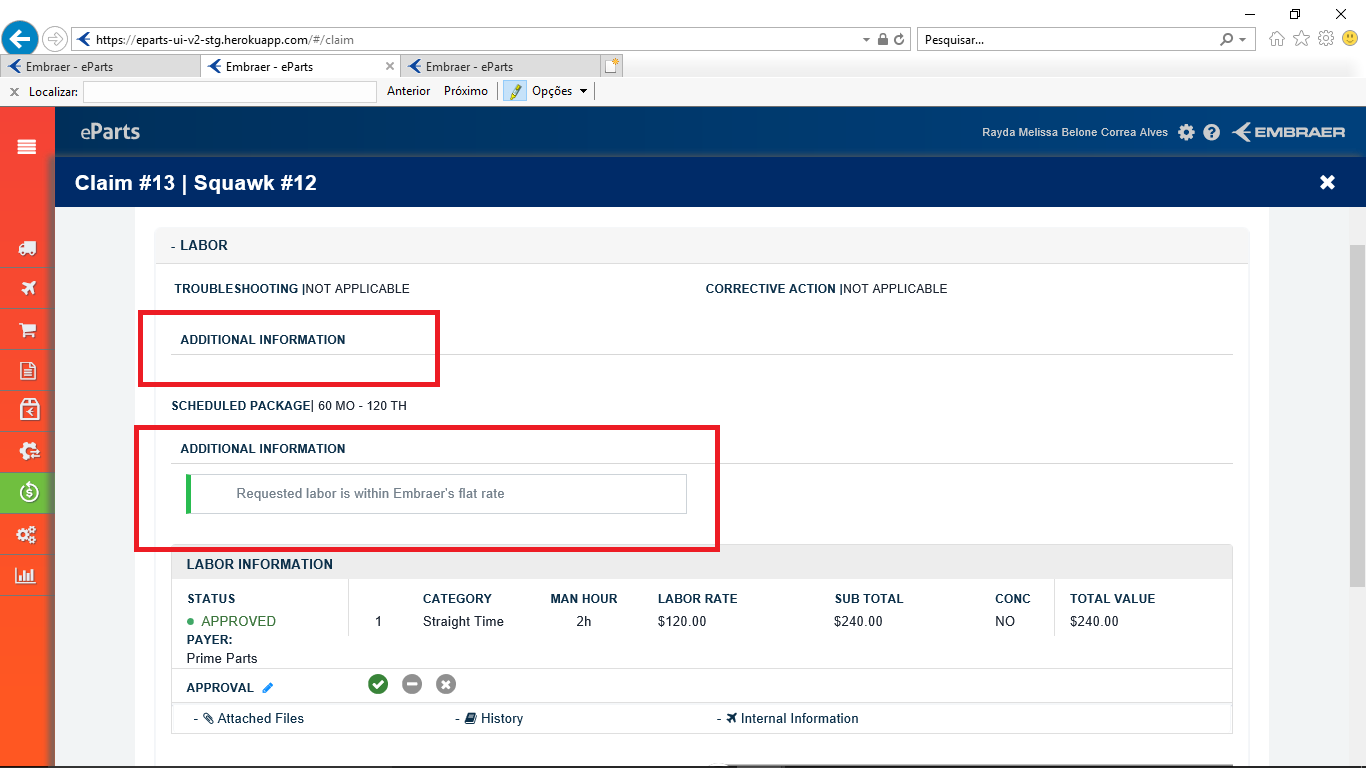 https://eparts-ui-v2-stg.herokuapp.com/#/claim
Pesquisar...
Embraer - eParts
Embraer - eParts
Embraer - eParts
Localizar:
Anterior Próximo Opções
eParts
Rayda Melissa Belone Correa Alves
EMBRAER
Claim #13 | Squawk #12
- LABOR
TROUBLESHOOTING |NOT APPLICABLE
CORRECTIVE ACTION |NOT APPLICABLE
ADDITIONAL INFORMATION
SCHEDULED PACKAGE| 60 MO - 120 TH
ADDITIONAL INFORMATION
Requested labor is within Embraer's flat rate
LABOR INFORMATION
STATUS CATEGORY MAN HOUR LABOR RATE SUB TOTAL CONC TOTAL VALUE
APPROVED 1 Straight Time 2h $120.00 $240.00 NO $240.00
PAYER:
Prime Parts
APPROVAL
- Attached Files - History - Internal Information